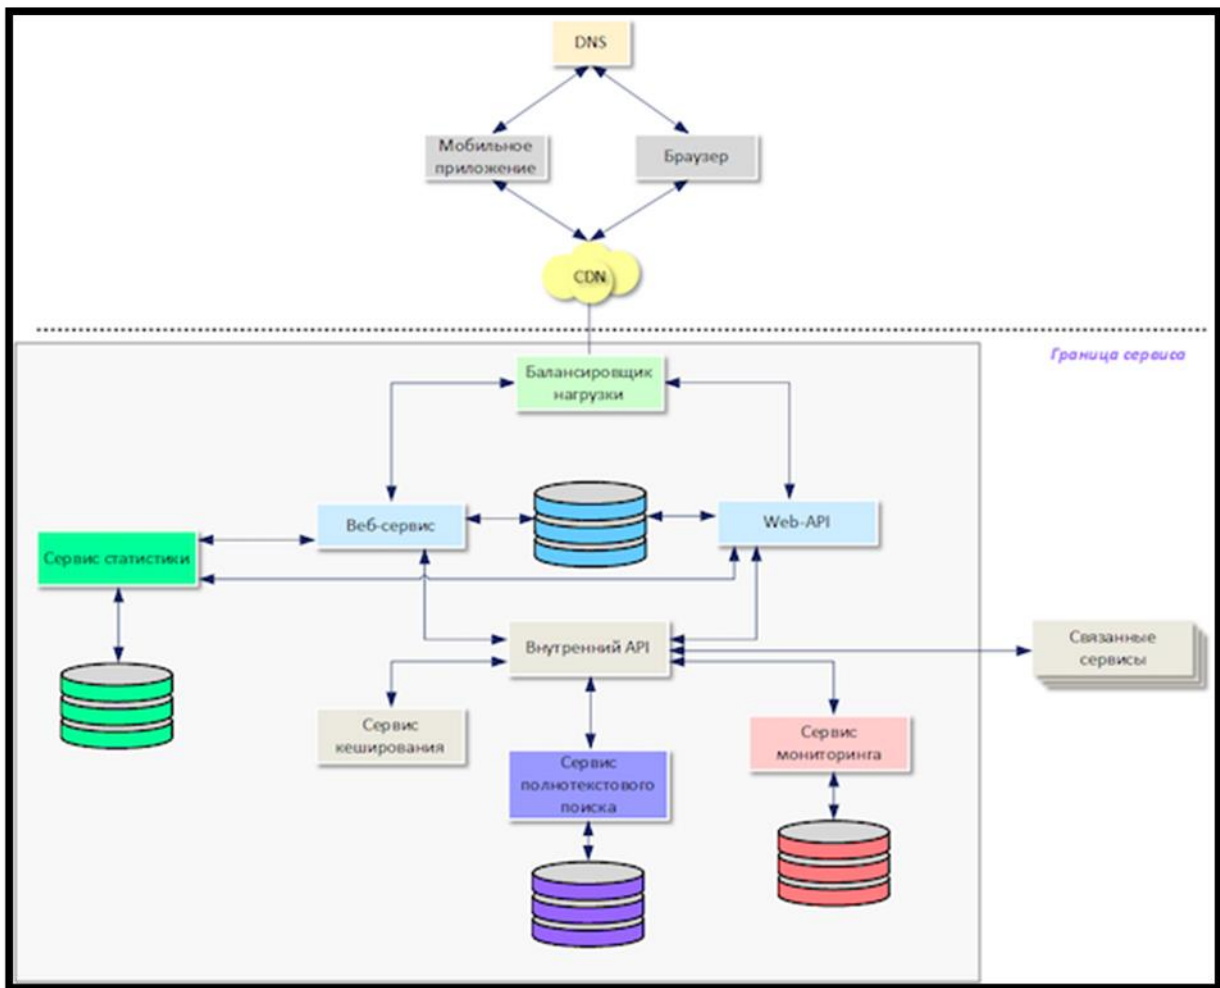 DNS
Мобильное
приложение
Браузер
CDN
Граница сервиса
Балансировщик
нагрузки
Веб-сервис
Web-API
Сервис статистики
Внутренний API
Связанные
сервисы
Сервис
кеширования
Сервис
мониторинга
Сервис
полнотекстового
поиска